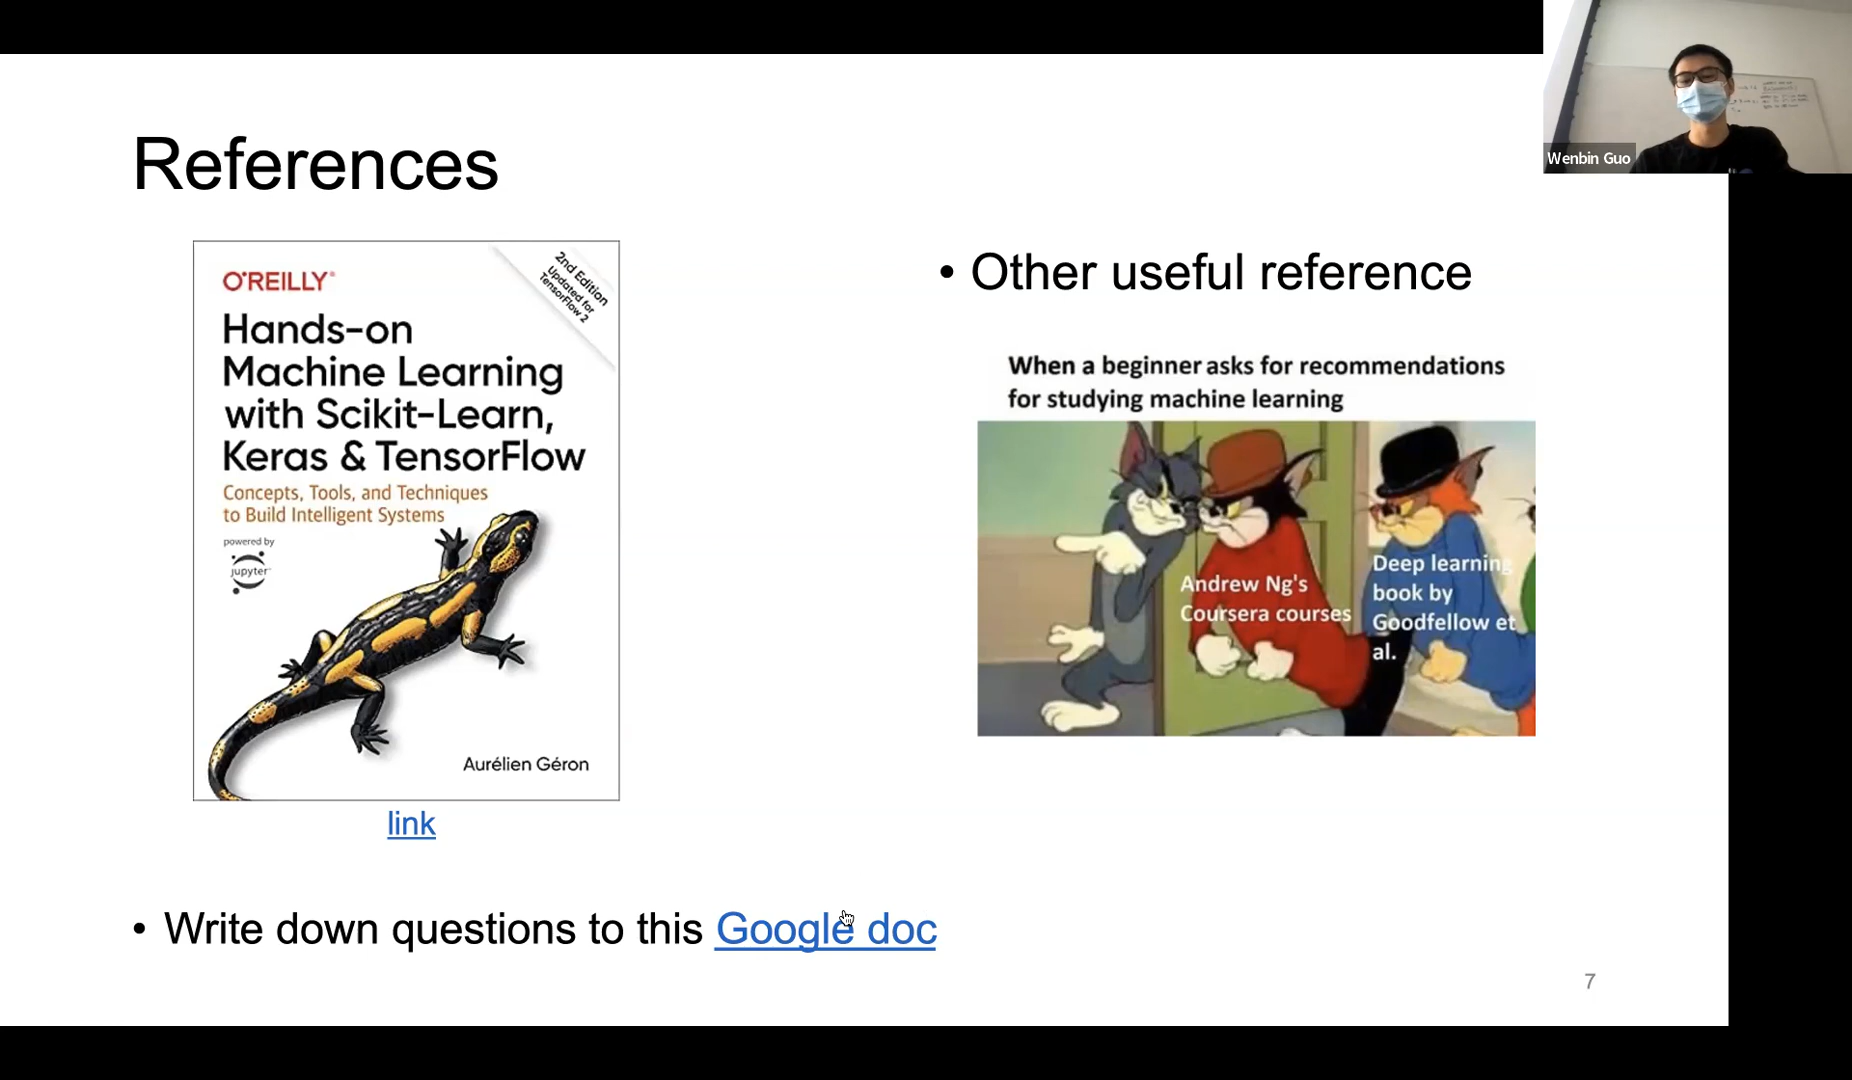 References
O'REILLY®
2nd Edition
Updated for
TensorFlow 2
Hands-on
Machine Learning
with Scikit-Learn,
Keras & TensorFlow
Concepts, Tools, and Techniques
to Build Intelligent Systems
powered by
jupyter
Aurélien Géron
link
• Other useful reference
When a beginner asks for recommendations
for studying machine learning
Andrew Ng's
Coursera courses
Deep learning
book by
Goodfellow et
al.
• Write down questions to this Google doc
7
Wenbin Guo